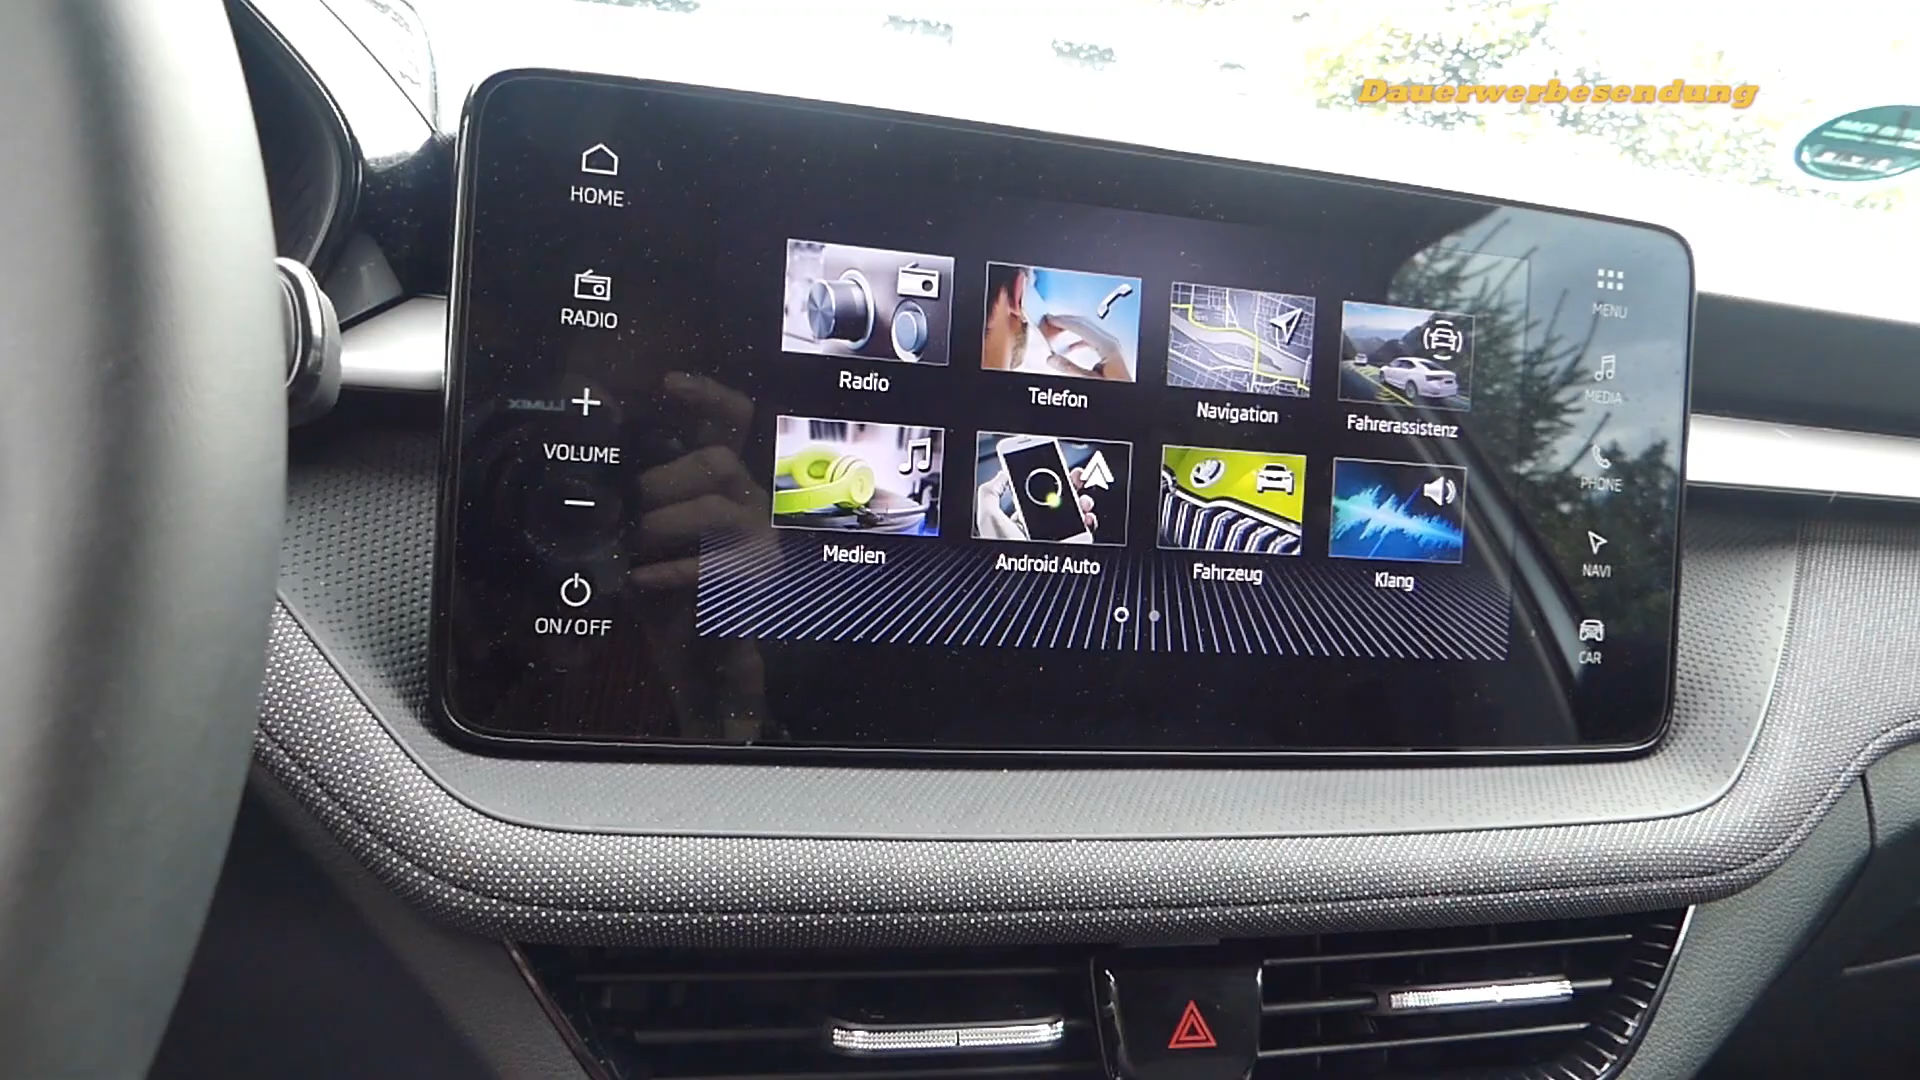 Dauerwerbesendung
HOME
RADIO
VOLUME
ON/OFF
Radio
Telefon
Navigation
Fahrerassistenz
Medien
Android Auto
Fahrzeug
Klang
MENU
MEDIA
PHONE
NAVI
CAR
LUMIX